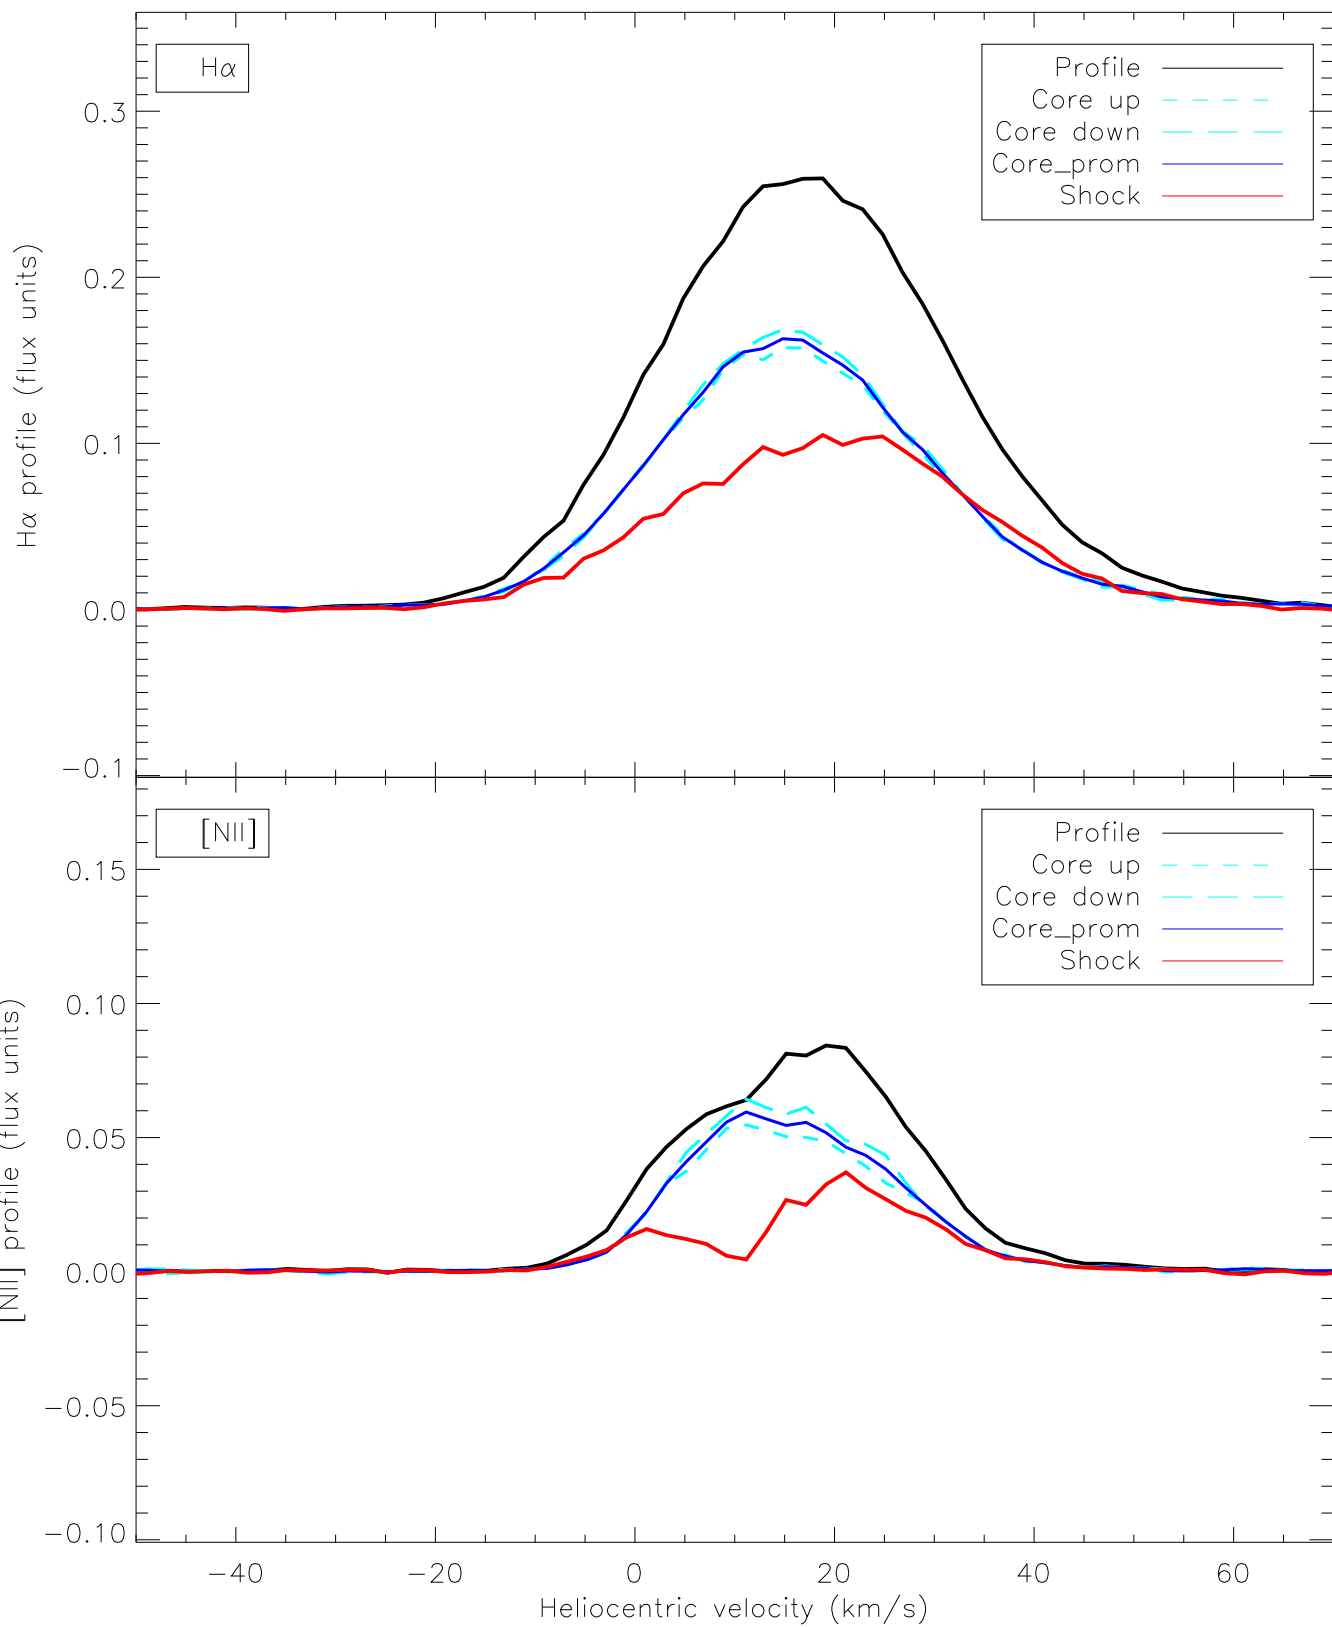 Hα
Profile
Core up
Core down
Core_prom
Shock
0.3
0.2
0.1
0.0
−0.1
Hα profile (flux units)
[NII]
Profile
Core up
Core down
Core_prom
Shock
0.15
0.10
0.05
0.00
−0.05
−0.10
[NII] profile (flux units)
−40 −20 0 20 40 60
Heliocentric velocity (km/s)